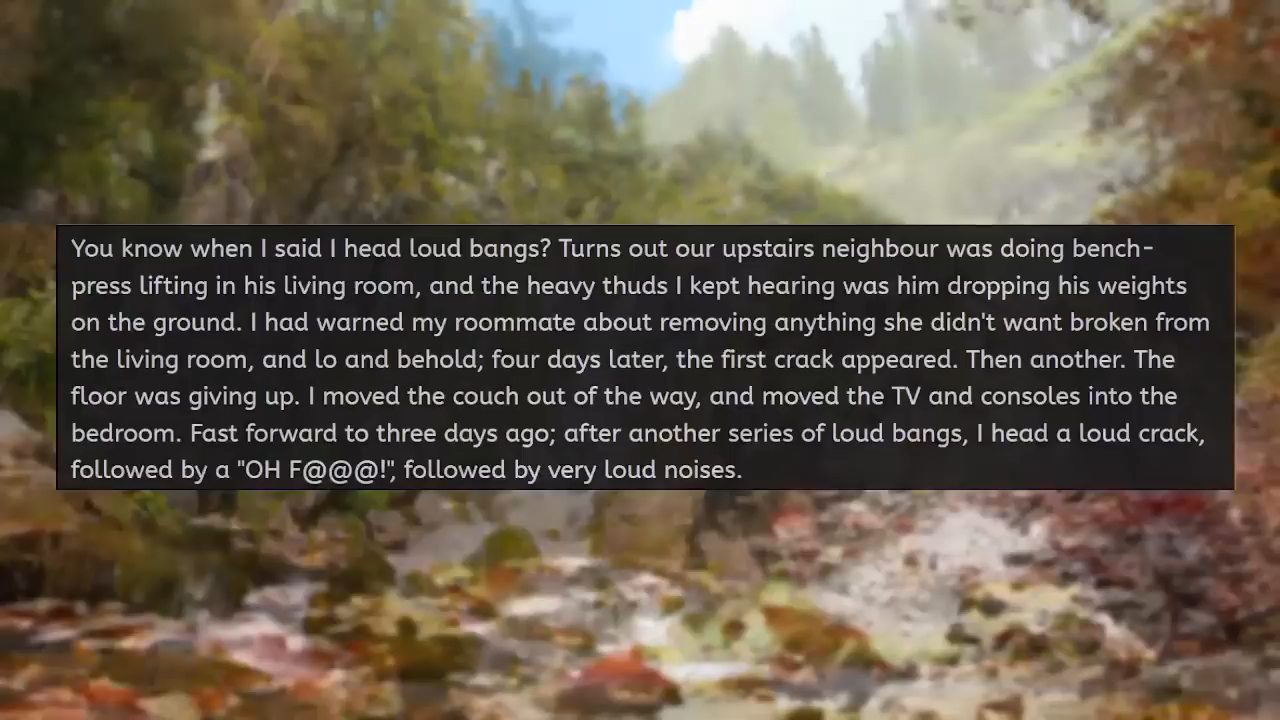 You know when I said I head loud bangs? Turns out our upstairs neighbour was doing bench-
press lifting in his living room, and the heavy thuds I kept hearing was him dropping his weights
on the ground. I had warned my roommate about removing anything she didn't want broken from
the living room, and lo and behold; four days later, the first crack appeared. Then another. The
floor was giving up. I moved the couch out of the way, and moved the TV and consoles into the
bedroom. Fast forward to three days ago; after another series of loud bangs, I head a loud crack,
followed by a "OH F@@@!", followed by very loud noises.